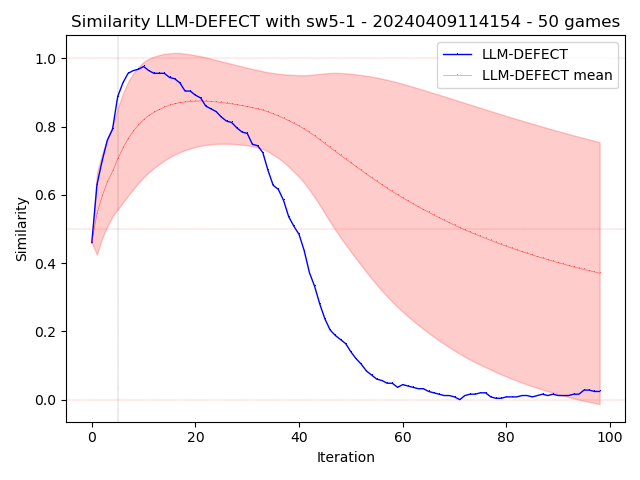 Similarity LLM-DEFECT with sw5-1 - 20240409114154 - 50 games
LLM-DEFECT
LLM-DEFECT mean
1.0
0.8
0.6
0.4
0.2
0.0
Similarity
0 20 40 60 80 100
Iteration